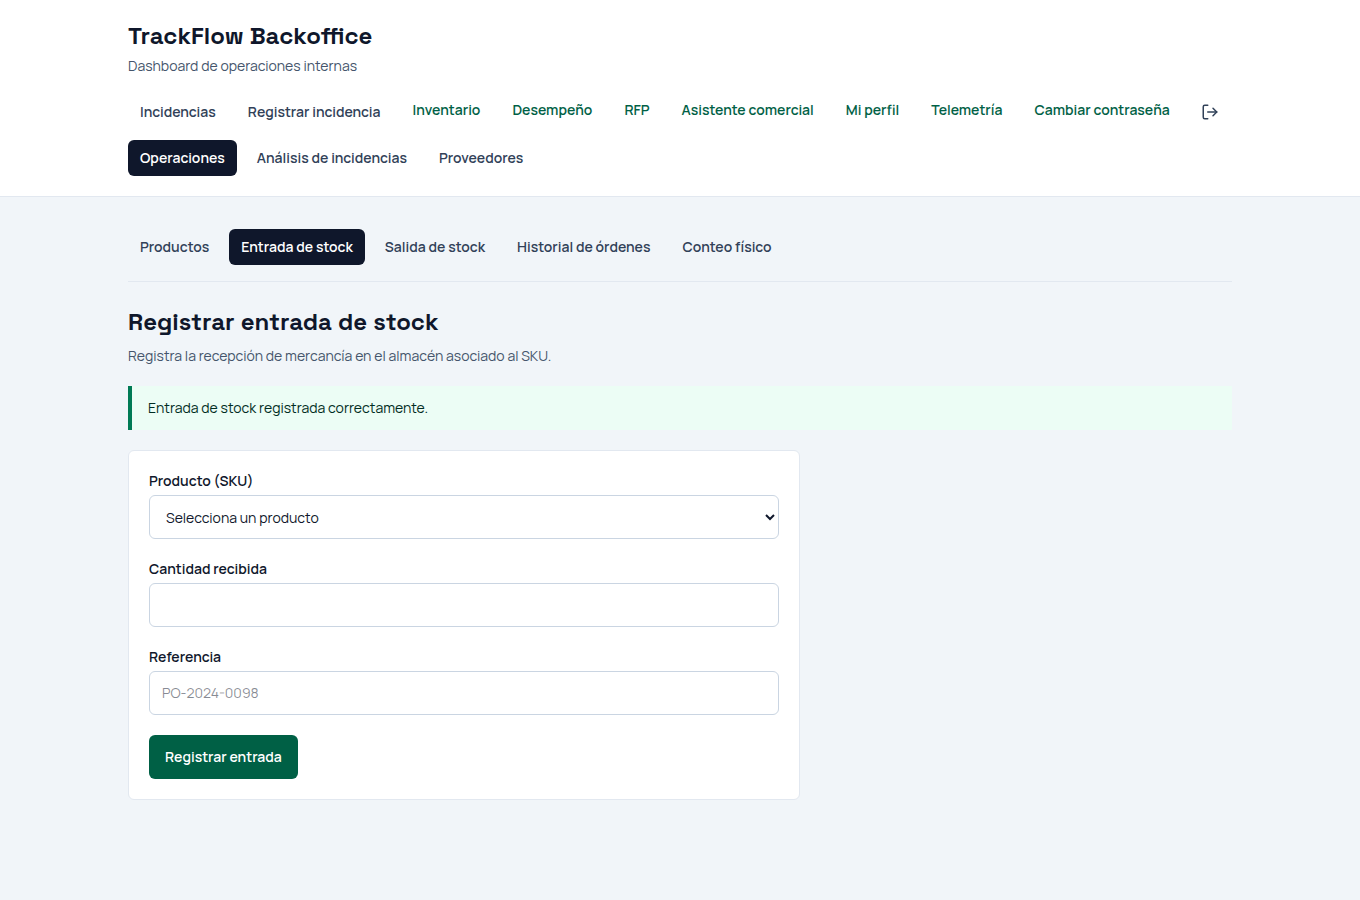 TrackFlow Backoffice
Dashboard de operaciones internas
Incidencias Registrar incidencia Inventario Desempeño RFP Asistente comercial Mi perfil Telemetría Cambiar contraseña
Operaciones Análisis de incidencias Proveedores
Productos Entrada de stock Salida de stock Historial de órdenes Conteo físico
Registrar entrada de stock
Registra la recepción de mercancía en el almacén asociado al SKU.
Entrada de stock registrada correctamente.
Producto (SKU)
Selecciona un producto
Cantidad recibida
Referencia
PO-2024-0098
Registrar entrada